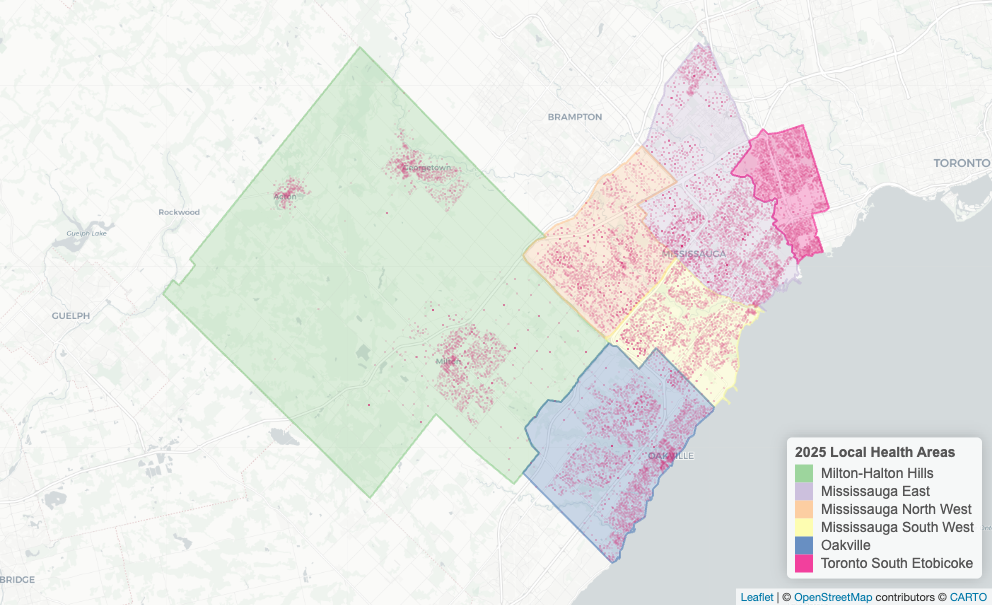 BRAMPTON
TORONTO
Georgetown
Acton
Rockwood
Guelph Lake
MISSISSAUGA
GUELPH
Milton
OAKVILLE
2025 Local Health Areas
Milton-Halton Hills
Mississauga East
Mississauga North West
Mississauga South West
Oakville
Toronto South Etobicoke
BRIDGE
Leaflet | © OpenStreetMap contributors © CARTO